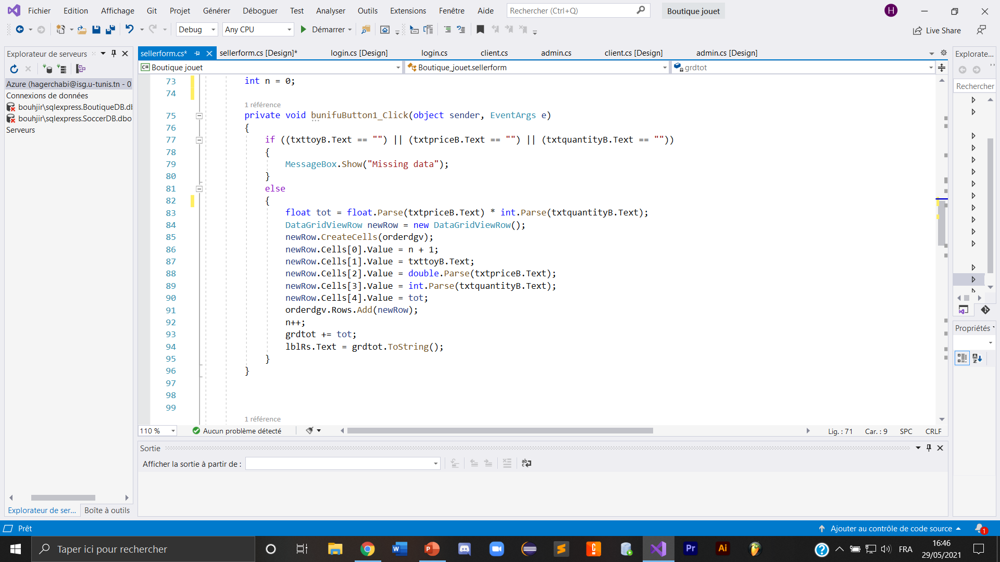 Fichier Edition Affichage Git Projet Générer Déboguer Test Analyser Outils Extensions Fenêtre Aide Rechercher (Ctrl+Q) Boutique jouet H
Debug Any CPU Démarrer Live Share
Explorateur de serveurs
Azure (hagerchabi@isg.u-tunis.tn - 0
Connexions de données
bouhjir\sqlexpress.BoutiqueDB.d
bouhjir\sqlexpress.SoccerDB.dbo
Serveurs
sellerform.cs* sellerform.cs [Design]* login.cs [Design] login.cs client.cs admin.cs client.cs [Design] admin.cs [Design]
C# Boutique jouet Boutique_jouet.sellerform grdtot
73 int n = 0;
74
1 référence
75 private void bunifuButton1_Click(object sender, EventArgs e)
76 {
77 if ((txttoyB.Text == "") || (txtpriceB.Text == "") || (txtquantityB.Text == ""))
78 {
79 MessageBox.Show("Missing data");
80 }
81 else
82 {
83 float tot = float.Parse(txtpriceB.Text) * int.Parse(txtquantityB.Text);
84 DataGridViewRow newRow = new DataGridViewRow();
85 newRow.CreateCells(orderdgv);
86 newRow.Cells[0].Value = n + 1;
87 newRow.Cells[1].Value = txttoyB.Text;
88 newRow.Cells[2].Value = double.Parse(txtpriceB.Text);
89 newRow.Cells[3].Value = int.Parse(txtquantityB.Text);
90 newRow.Cells[4].Value = tot;
91 orderdgv.Rows.Add(newRow);
92 n++;
93 grdtot += tot;
94 lblRs.Text = grdtot.ToString();
95 }
96 }
97
98
99
1 référence
110 % Aucun problème détecté Lig. : 71 Car. : 9 SPC CRLF
Sortie
Afficher la sortie à partir de :
Explorateur de ser... Boîte à outils
Explorate...
Rechercher
Propriétés
Prêt Ajouter au contrôle de code source 1
Taper ici pour rechercher
W P Pr Ai
FRA 16:46
29/05/2021